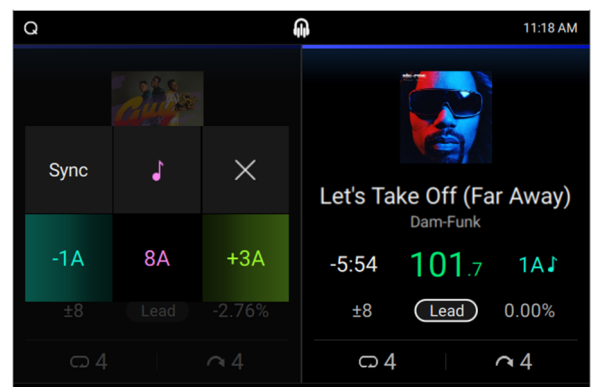 11:18 AM
Guy
Sync
-1A 8A +3A
±8 Lead -2.76%
4 4
Let's Take Off (Far Away)
Dam-Funk
-5:54 101.7 1A
±8 Lead 0.00%
4 4